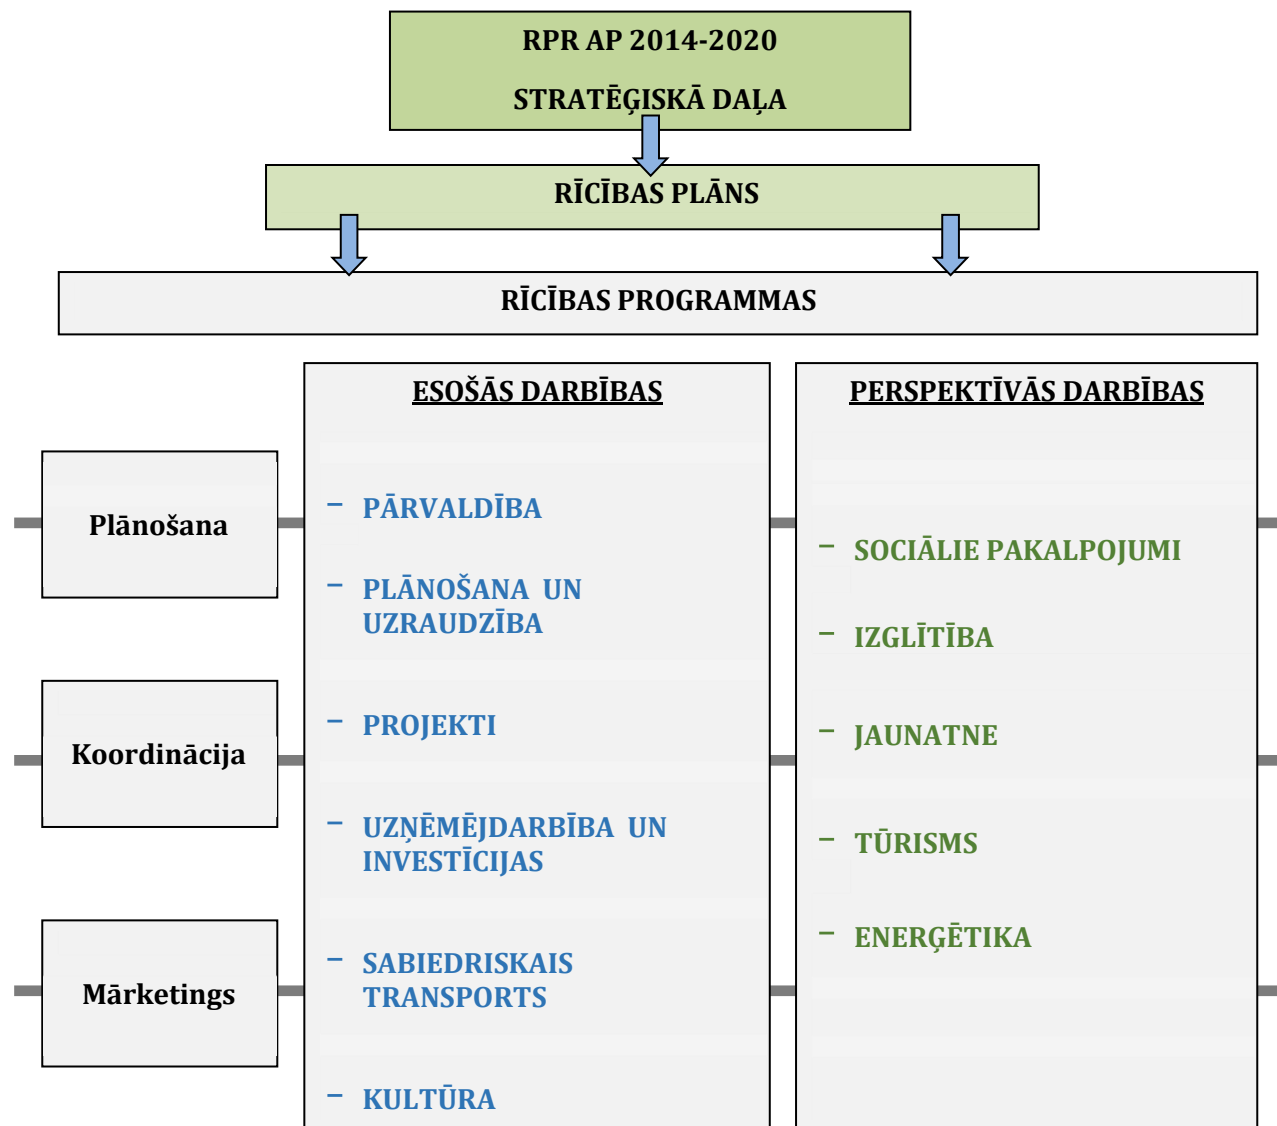 RPR AP 2014-2020
STRATĒĢISKĀ DAĻA
RĪCĪBAS PLĀNS
RĪCĪBAS PROGRAMMAS
Plānošana
Koordinācija
Mārketings
ESOŠĀS DARBĪBAS
– PĀRVALDĪBA
– PLĀNOŠANA UN
UZRAUDZĪBA
– PROJEKTI
– UZŅĒMĒJDARBĪBA UN
INVESTĪCIJAS
– SABIEDRISKAIS
TRANSPORTS
– KULTŪRA
PERSPEKTĪVĀS DARBĪBAS
– SOCIĀLIE PAKALPOJUMI
– IZGLĪTĪBA
– JAUNATNE
– TŪRISMS
– ENERĢĒTIKA